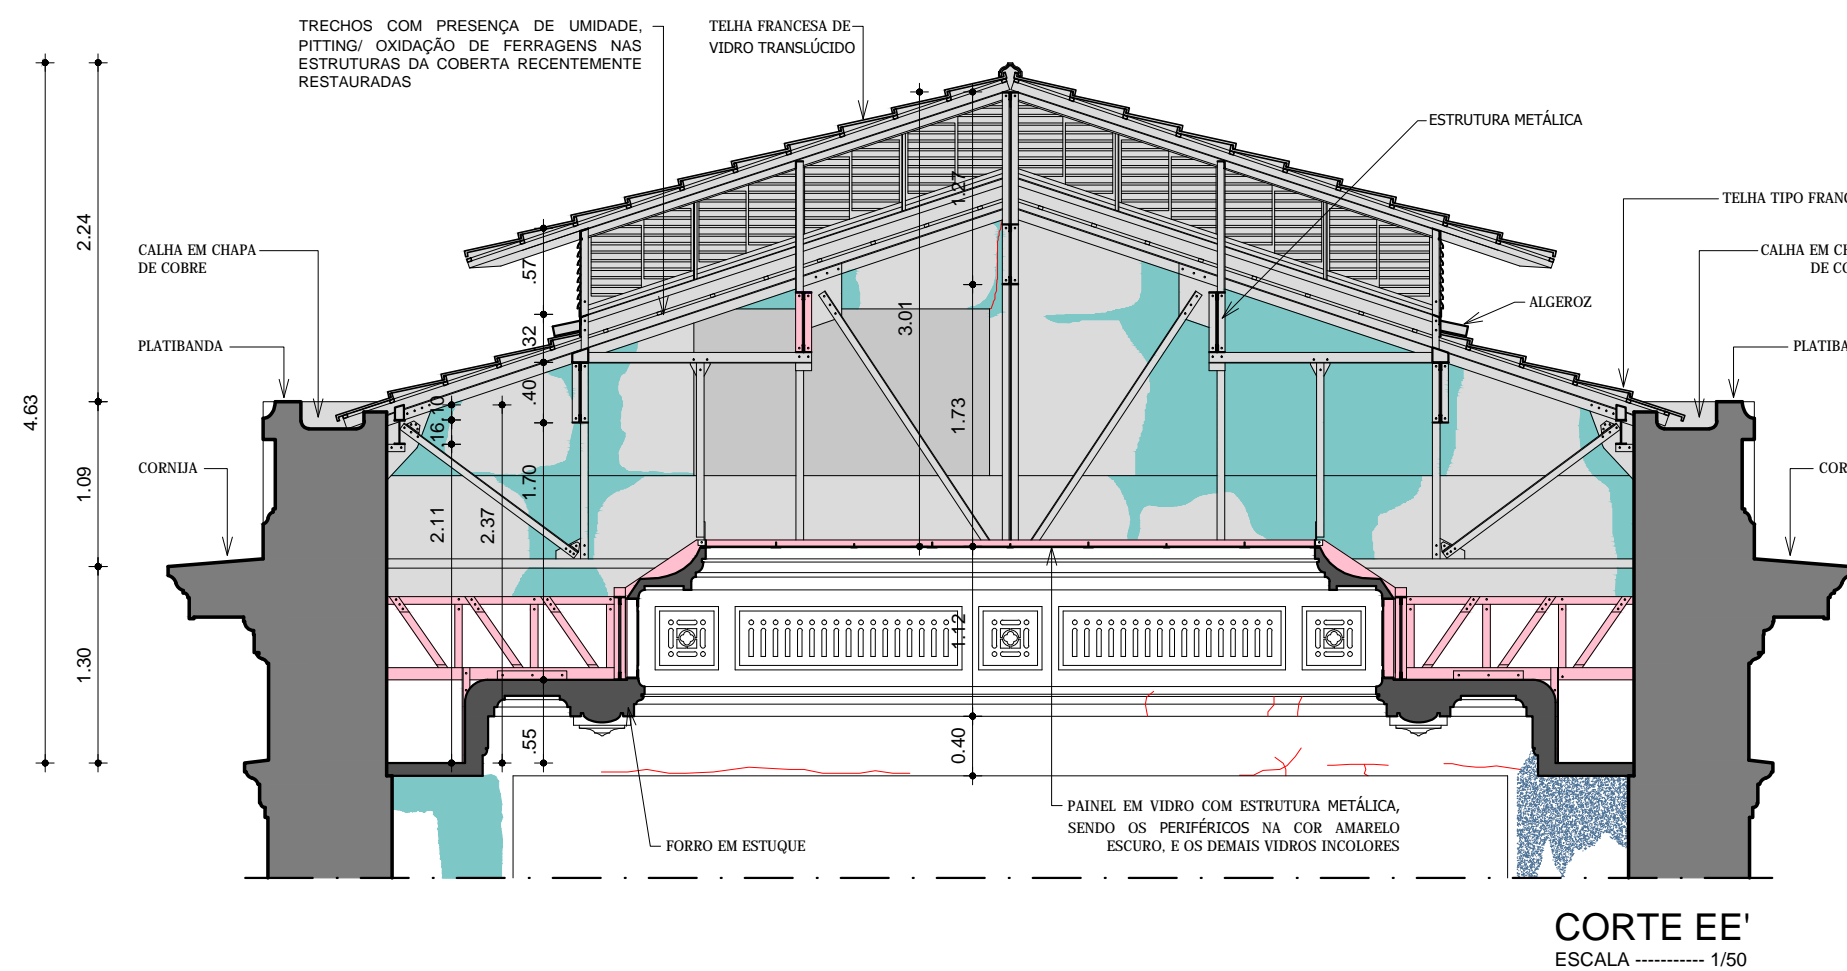 TRECHOS COM PRESENÇA DE UMIDADE,
PITTING/ OXIDAÇÃO DE FERRAGENS NAS
ESTRUTURAS DA COBERTA RECENTEMENTE
RESTAURADAS
TELHA FRANCESA DE
VIDRO TRANSLÚCIDO
ESTRUTURA METÁLICA
TELHA TIPO FRANC
CALHA EM CHAPA
DE COBRE
CALHA EM CH
DE CO
ALGEROZ
PLATIBANDA
PLATIBA
CORNIJA
COR
4.63
2.24
1.09
1.30
.57
.32
.40
1.70
.55
.10
.16
2.11
2.37
3.01
1.27
1.73
1.12
0.40
FORRO EM ESTUQUE
PAINEL EM VIDRO COM ESTRUTURA METÁLICA,
SENDO OS PERIFÉRICOS NA COR AMARELO
ESCURO, E OS DEMAIS VIDROS INCOLORES
CORTE EE'
ESCALA ----------- 1/50